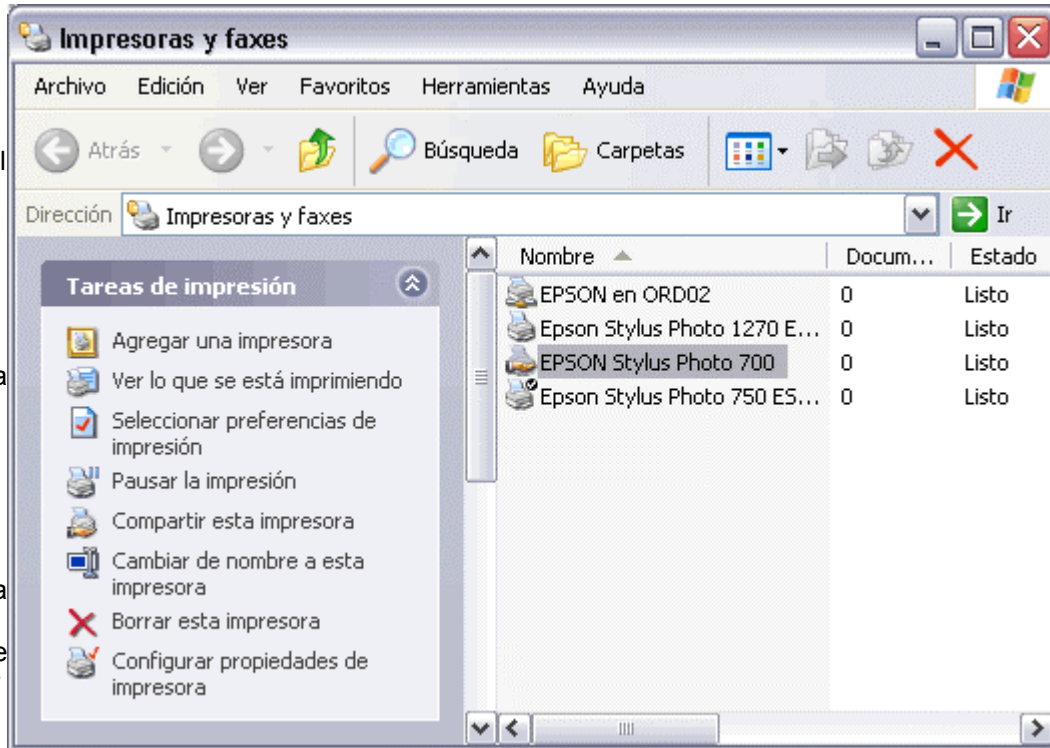 Impresoras y faxes
Archivo Edición Ver Favoritos Herramientas Ayuda
Atrás Búsqueda Carpetas
Dirección Impresoras y faxes Ir
Tareas de impresión
Agregar una impresora
Ver lo que se está imprimiendo
Seleccionar preferencias de
impresión
Pausar la impresión
Compartir esta impresora
Cambiar de nombre a esta
impresora
Borrar esta impresora
Configurar propiedades de
impresora
Nombre Docum... Estado
EPSON en ORD02 0 Listo
Epson Stylus Photo 1270 E... 0 Listo
EPSON Stylus Photo 700 0 Listo
Epson Stylus Photo 750 ES... 0 Listo